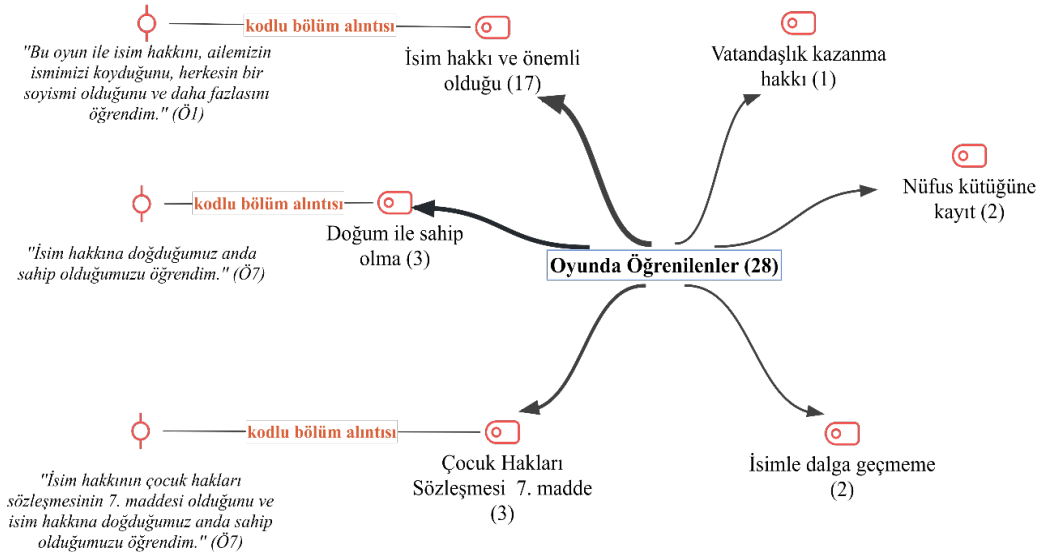 kodlu bölüm alıntısı
"Bu oyun ile isim hakkını, ailemizin
ismimizi koyduğunu, herkesin bir
soyismi olduğunu ve daha fazlasını
öğrendim." (Ö1)
İsim hakkı ve önemli
olduğu (17)
Vatandaşlık kazanma
hakkı (1)
Nüfus kütüğüne
kayıt (2)
kodlu bölüm alıntısı
"İsim hakkına doğduğumuz anda
sahip olduğumuzu öğrendim." (Ö7)
Doğum ile sahip
olma (3)
Oyunda Öğrenilenler (28)
kodlu bölüm alıntısı
"İsim hakkının çocuk hakları
sözleşmesinin 7. maddesi olduğunu ve
isim hakkına doğduğumuz anda sahip
olduğumuzu öğrendim." (Ö7)
Çocuk Hakları
Sözleşmesi 7. madde
(3)
İsimle dalga geçmeme
(2)